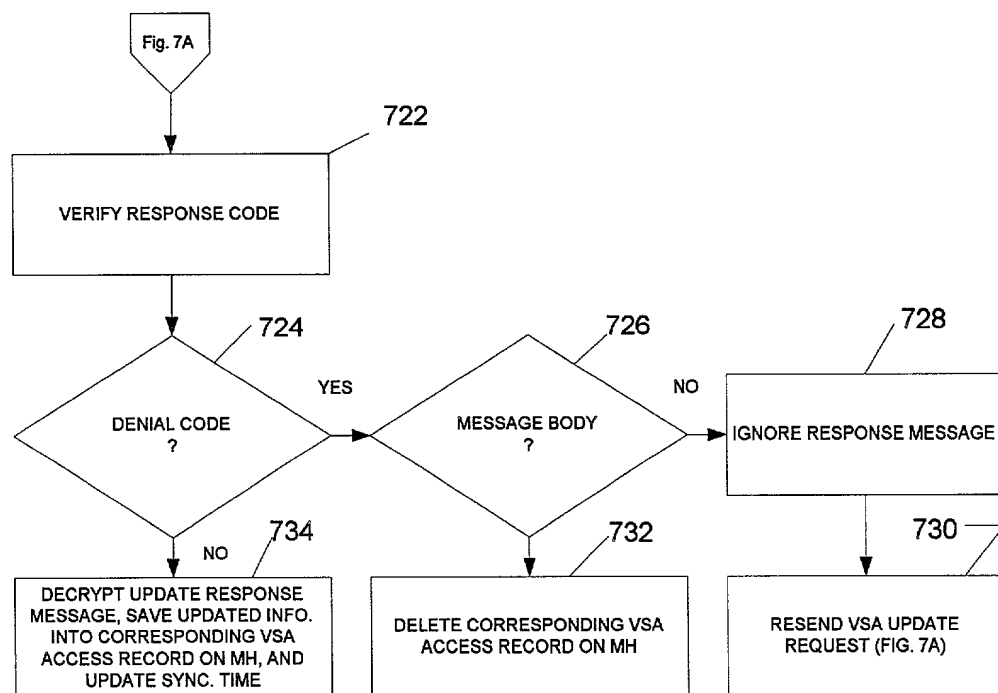 Fig. 7A
722
VERIFY RESPONSE CODE
724
726
728
YES
NO
DENIAL CODE
?
MESSAGE BODY
?
IGNORE RESPONSE MESSAGE
734
NO
732
730
DECRYPT UPDATE RESPONSE
MESSAGE, SAVE UPDATED INFO.
INTO CORRESPONDING VSA
ACCESS RECORD ON MH, AND
UPDATE SYNC. TIME
DELETE CORRESPONDING VSA
ACCESS RECORD ON MH
RESEND VSA UPDATE
REQUEST (FIG. 7A)